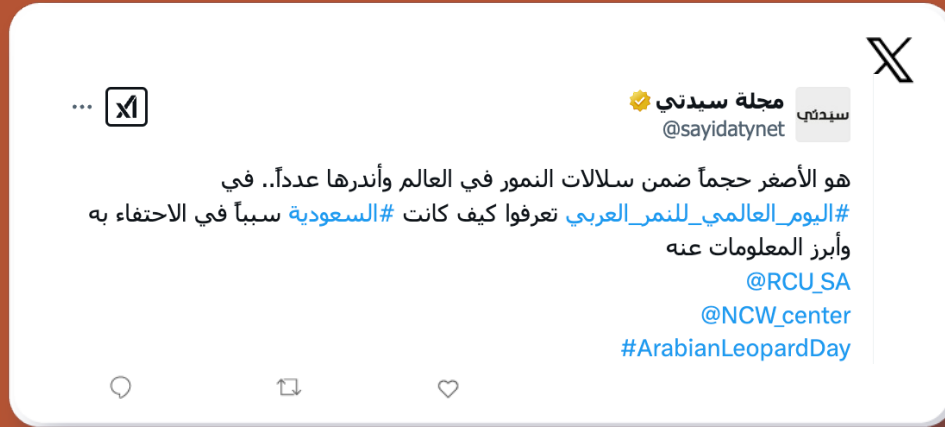 مجلة سيدتي
سيدتي
@sayidatynet
هو الأصغر حجماً ضمن سلالات النمور في العالم وأندرها عدداً.. في
#اليوم_العالمي_للنمر_العربي تعرفوا كيف كانت #السعودية سبباً في الاحتفاء به
وأبرز المعلومات عنه
@RCU_SA
@NCW_center
#ArabianLeopardDay